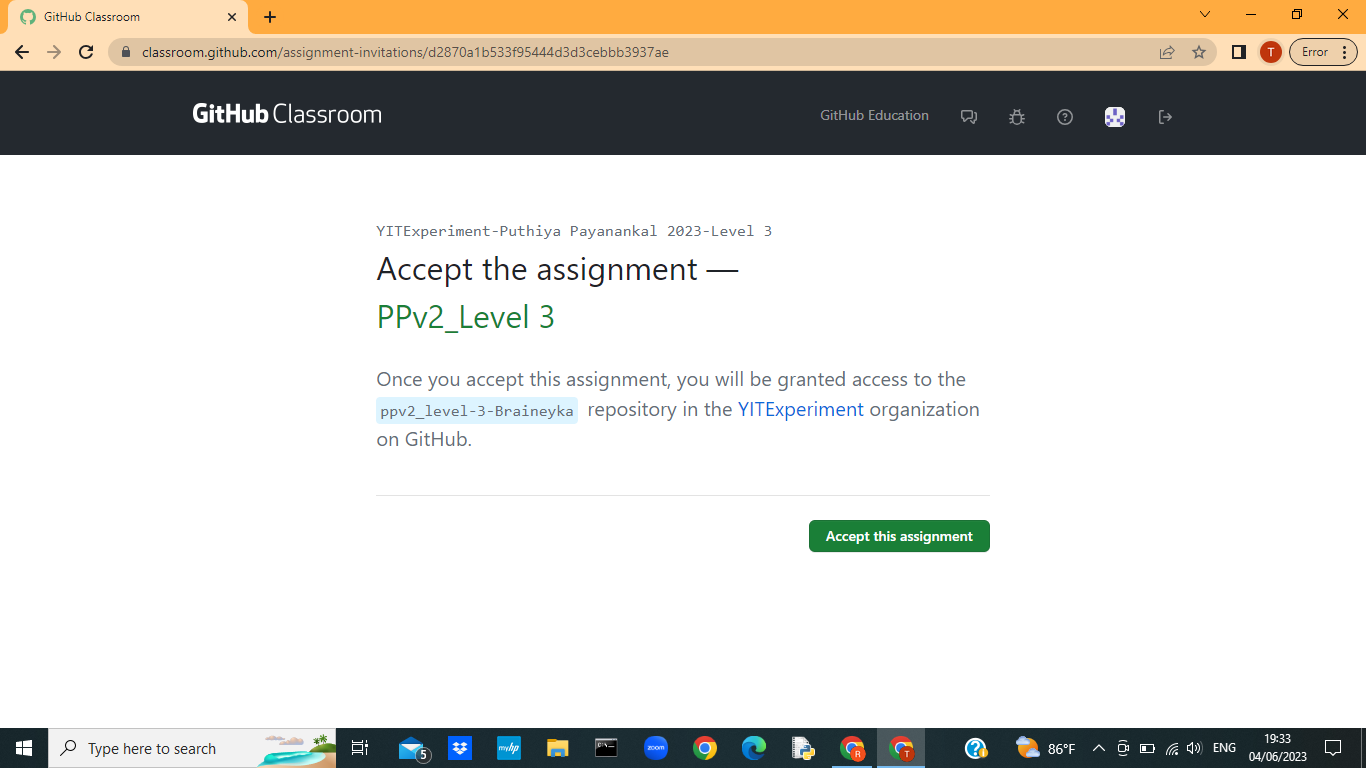 GitHub Classroom
classroom.github.com/assignment-invitations/d2870a1b533f95444d3d3cebbb3937ae
T
Error
GitHub Classroom
GitHub Education
YITExperiment-Puthiya Payanankal 2023-Level 3
Accept the assignment —
PPv2_Level 3
Once you accept this assignment, you will be granted access to the
ppv2_level-3-Braineyka repository in the YITExperiment organization
on GitHub.
Accept this assignment
Type here to search
5
myhp
zoom
R
T
86°F
ENG
19:33
04/06/2023